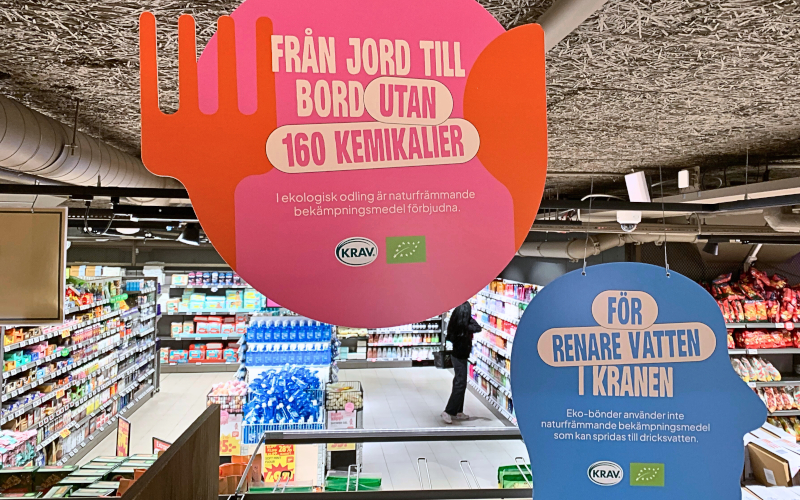 FRÅN JORD TILL
BORD UTAN
160 KEMIKALIER
I ekologisk odling är naturfrämmande
bekämpningsmedel förbjudna.
KRAV
FÖR
RENARE VATTEN
I KRANEN
Eko-bönder använder inte
naturfrämmande bekämpningsmedel
som kan spridas till dricksvatten.
KRAV